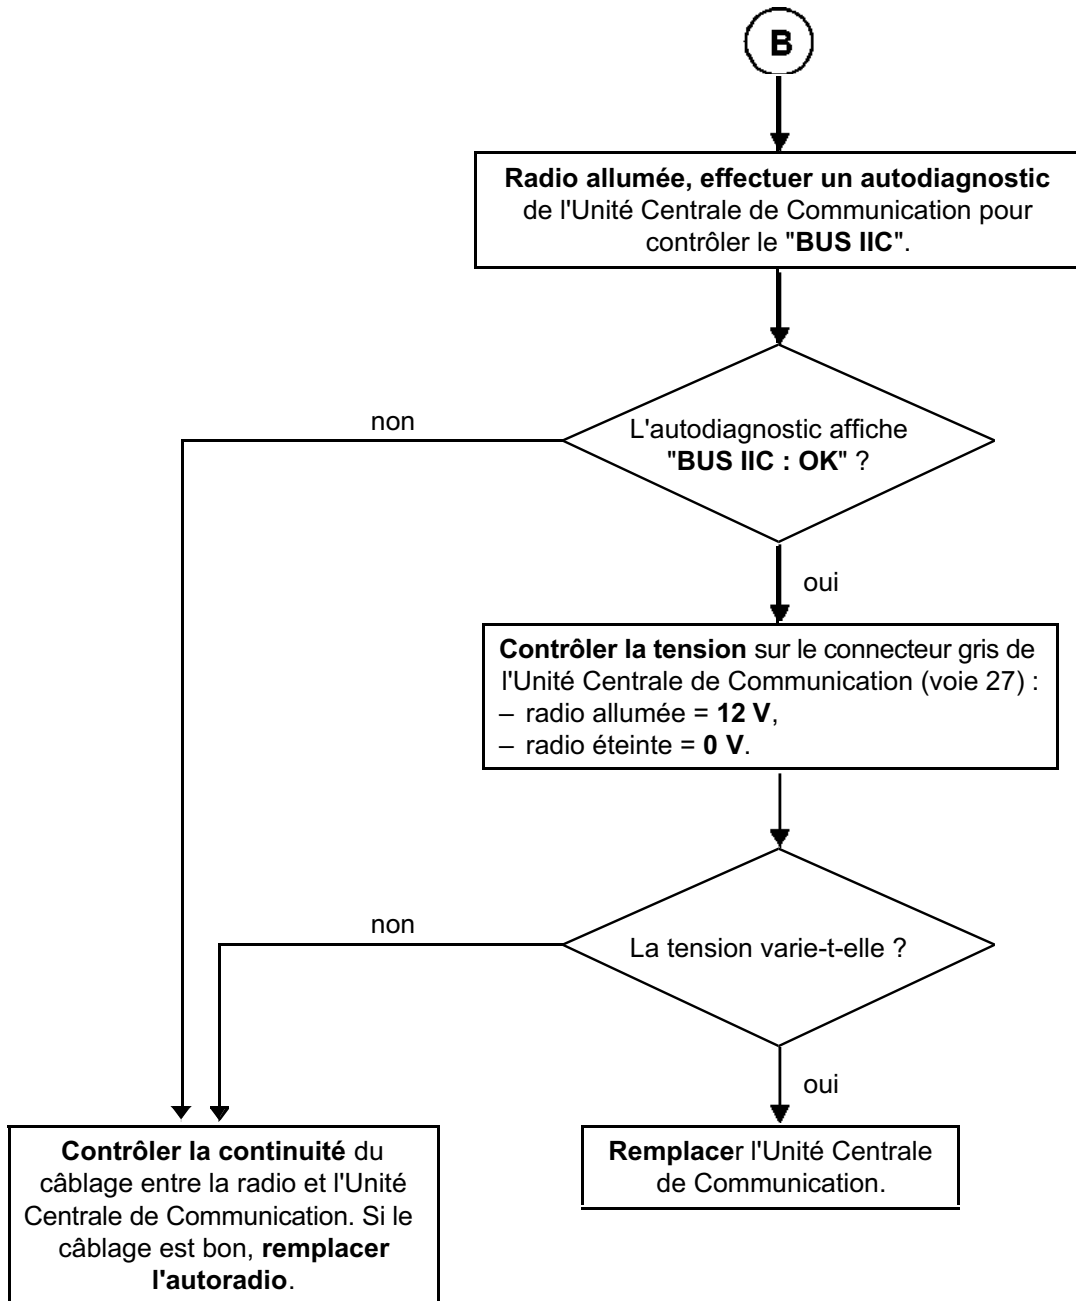 B
Radio allumée, effectuer un autodiagnostic
de l'Unité Centrale de Communication pour
contrôler le "BUS IIC".
non
L'autodiagnostic affiche
"BUS IIC : OK" ?
oui
Contrôler la tension sur le connecteur gris de
l'Unité Centrale de Communication (voie 27) :
– radio allumée = 12 V,
– radio éteinte = 0 V.
non
La tension varie-t-elle ?
oui
Contrôler la continuité du
câblage entre la radio et l'Unité
Centrale de Communication. Si le
câblage est bon, remplacer
l'autoradio.
Remplacer l'Unité Centrale
de Communication.